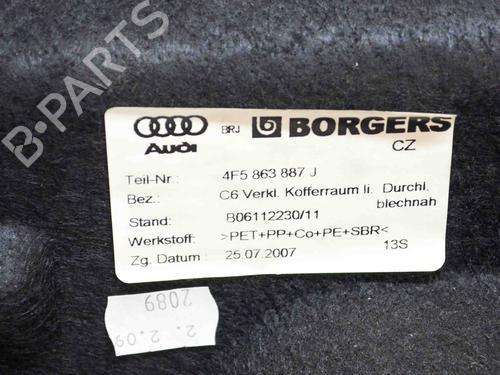 B-PARTS
Audi BRJ BORGERS
CZ
Teil-Nr.: 4F5 863 887 J
Bez.: C6 Verkl. Kofferraum li. Durchl.
blechnah
Stand: B06112230/11
Werkstoff: >PET+PP+Co+PE+SBR<
13S
Zg. Datum: 25.07.2007
2089
2. 2.09